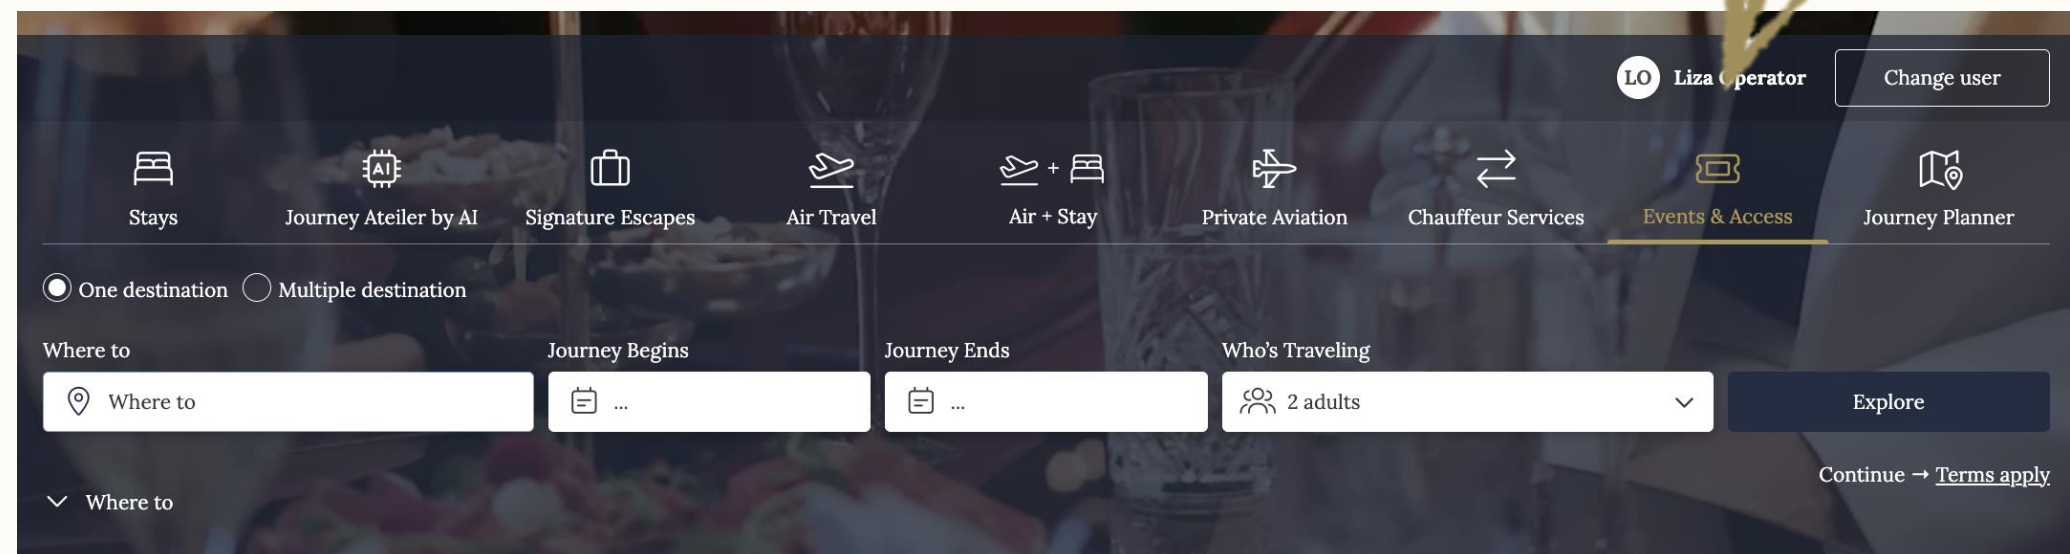 LO Liza Operator Change user
AI
Stays Journey Ateiler by AI Signature Escapes Air Travel Air + Stay Private Aviation Chauffeur Services Events & Access Journey Planner
One destination Multiple destination
Where to Journey Begins Journey Ends Who's Traveling
Where to ... ... 2 adults Explore
Continue → Terms apply
Where to